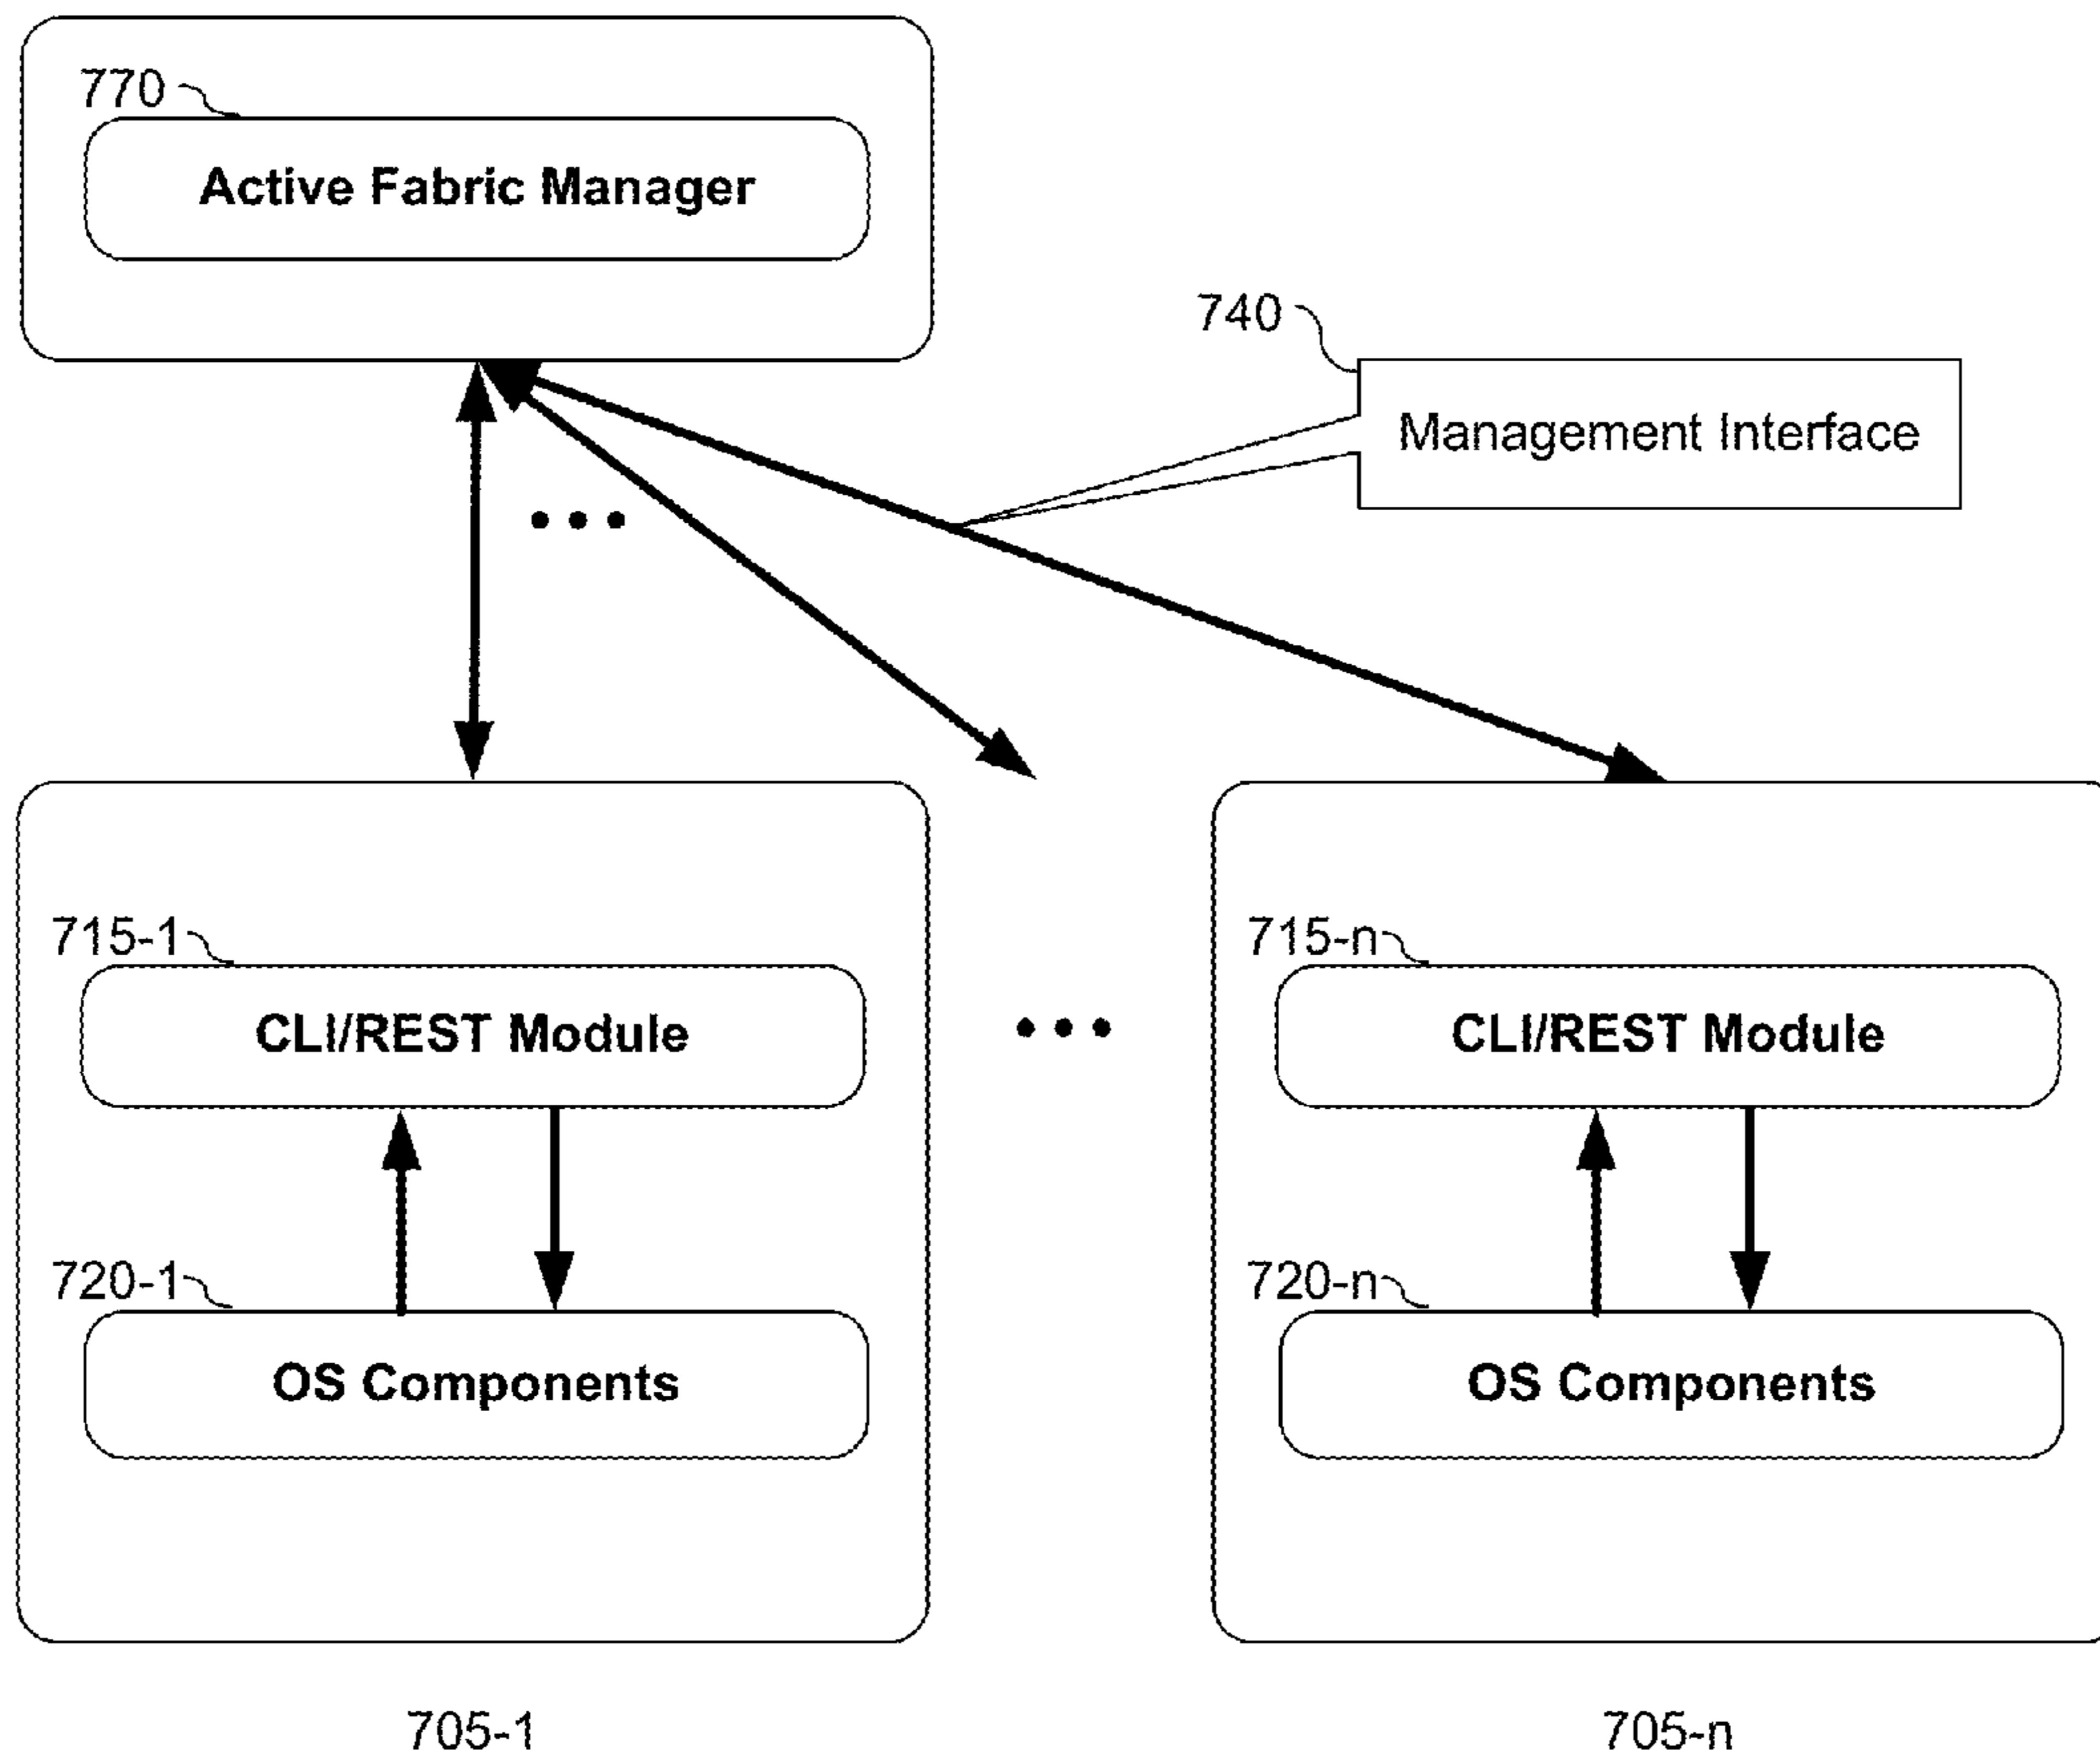 770
Active Fabric Manager
740
Management Interface
715-1
715-n
CLI/REST Module
CLI/REST Module
720-1
720-n
OS Components
OS Components
705-1
705-n